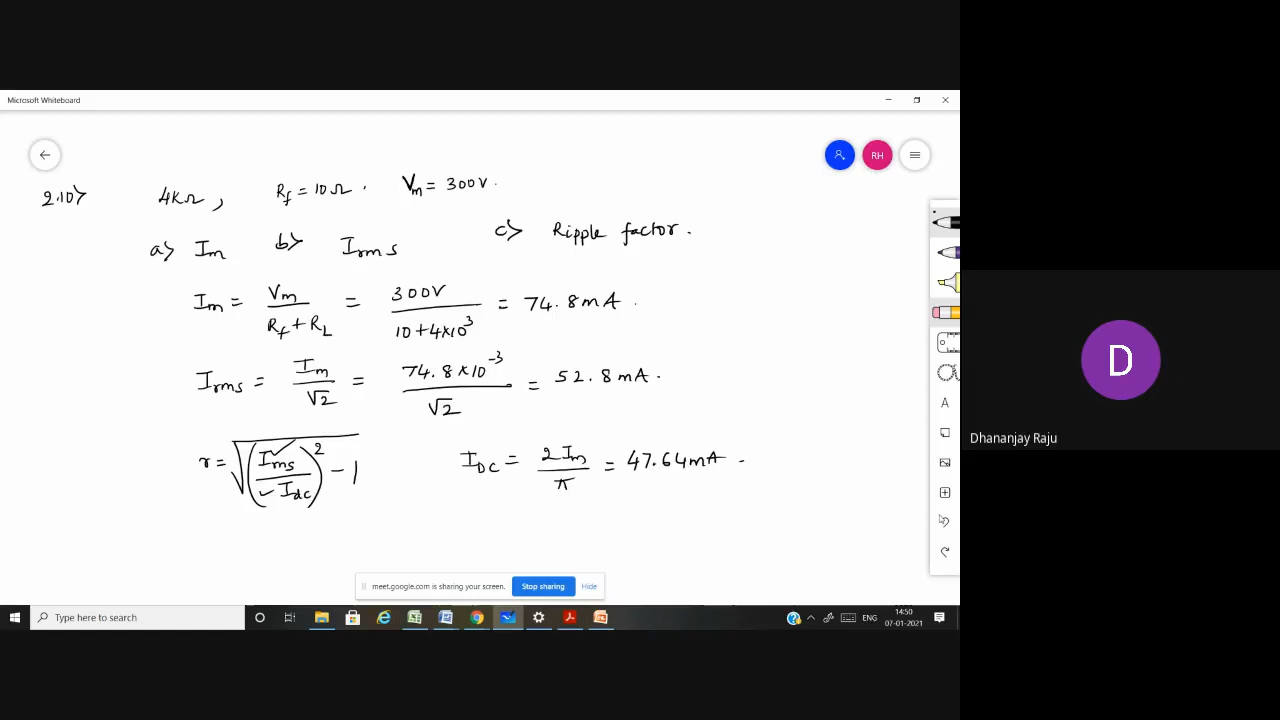 Microsoft Whiteboard
RH
2.10> 4KΩ, Rf = 10Ω. Vm = 300V.
a> Im b> Irms c> Ripple factor.
Im = Vm / Rf + RL = 300V / 10 + 4×10³ = 74.8mA.
Irms = Im / √2 = 74.8×10⁻³ / √2 = 52.8mA.
r = √((Irms / Idc)² - 1) IDC = 2Im / π = 47.64mA.
A
D
Dhananjay Raju
meet.google.com is sharing your screen. Stop sharing Hide
Type here to search
ENG
14:50
07-01-2021